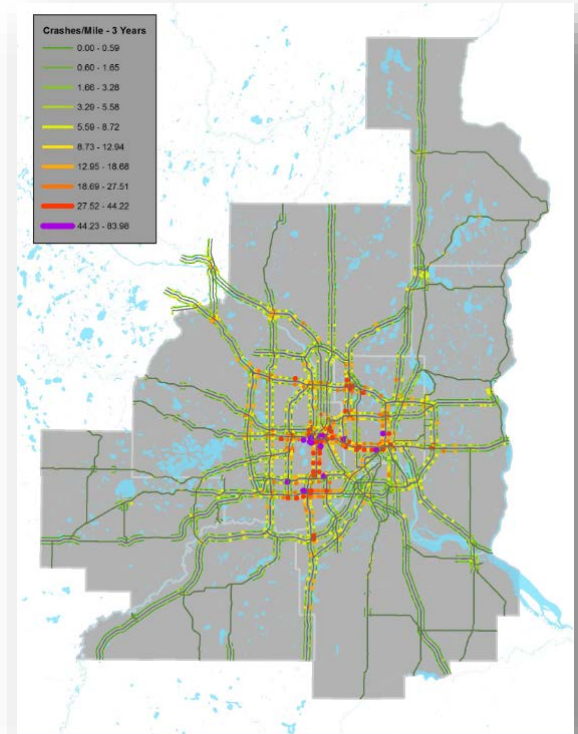 Crashes/Mile - 3 Years
0.00 - 0.59
0.60 - 1.65
1.66 - 3.28
3.29 - 5.58
5.59 - 8.72
8.73 - 12.94
12.95 - 18.68
18.69 - 27.51
27.52 - 44.22
44.23 - 83.98